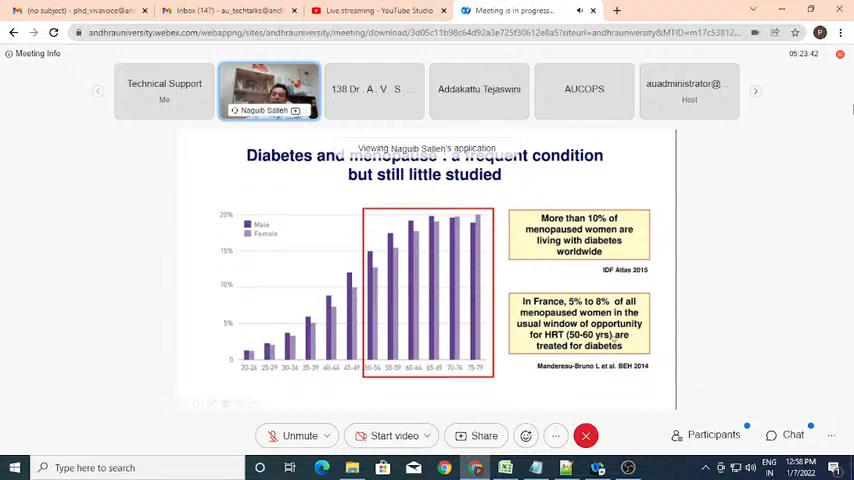 (no subject) - phd_vivavoce@an
Inbox (147) - au_techtalks@andh
Live streaming - YouTube Studio
Meeting is in progress...
andhrauniversity.webex.com/webappng/sites/andhrauniversity/meeting/download/3d05c11b96c64d92a3e725f30612e8a5?siteurl=andhrauniversity&MTID=m17c53812...
Meeting Info
05:23:42
Technical Support
Me
Naguib Salleh
138 Dr . A . V S ...
Addakattu Tejaswini
AUCOPS
auadministrator@...
Host
Viewing Naguib Salleh's application
Diabetes and menopause : a frequent condition
but still little studied
20%
15%
10%
5%
0
Male
Female
20-24 25-29 30-34 35-39 40-44 45-49 50-54 55-59 60-64 65-69 70-74 75-79
More than 10% of
menopaused women are
living with diabetes
worldwide
IDF Atlas 2015
In France, 5% to 8% of all
menopaused women in the
usual window of opportunity
for HRT (50-60 yrs) are
treated for diabetes
Mandereau-Bruno L et al. BEH 2014
Unmute
Start video
Share
Participants
Chat
Type here to search
ENG
IN
12:58 PM
1/7/2022